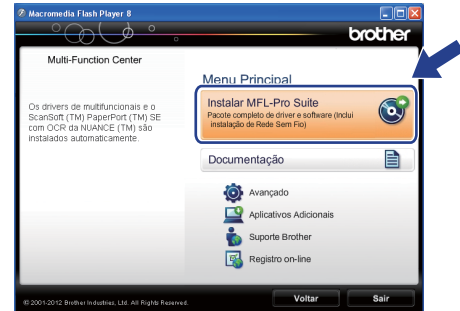 Macromedia Flash Player 8
brother
Multi-Function Center
Os drivers de multifuncionais e o
ScanSoft (TM) PaperPort (TM) SE
com OCR da NUANCE (TM) são
instalados automaticamente.
Menu Principal
Instalar MFL-Pro Suite
Pacote completo de driver e software (Inclui
instalação de Rede Sem Fio)
Documentação
Avançado
Aplicativos Adicionais
Suporte Brother
Registro on-line
© 2001-2012 Brother Industries, Ltd. All Rights Reserved.
Voltar
Sair